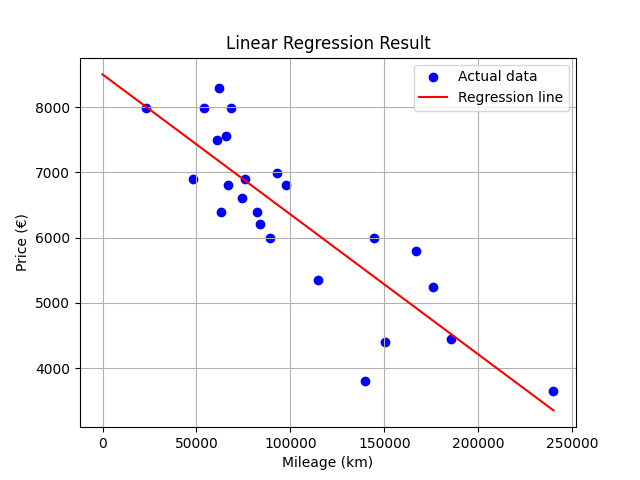 Linear Regression Result
Actual data
Regression line
8000
7000
6000
5000
4000
Price (€)
0
50000
100000
150000
200000
250000
Mileage (km)